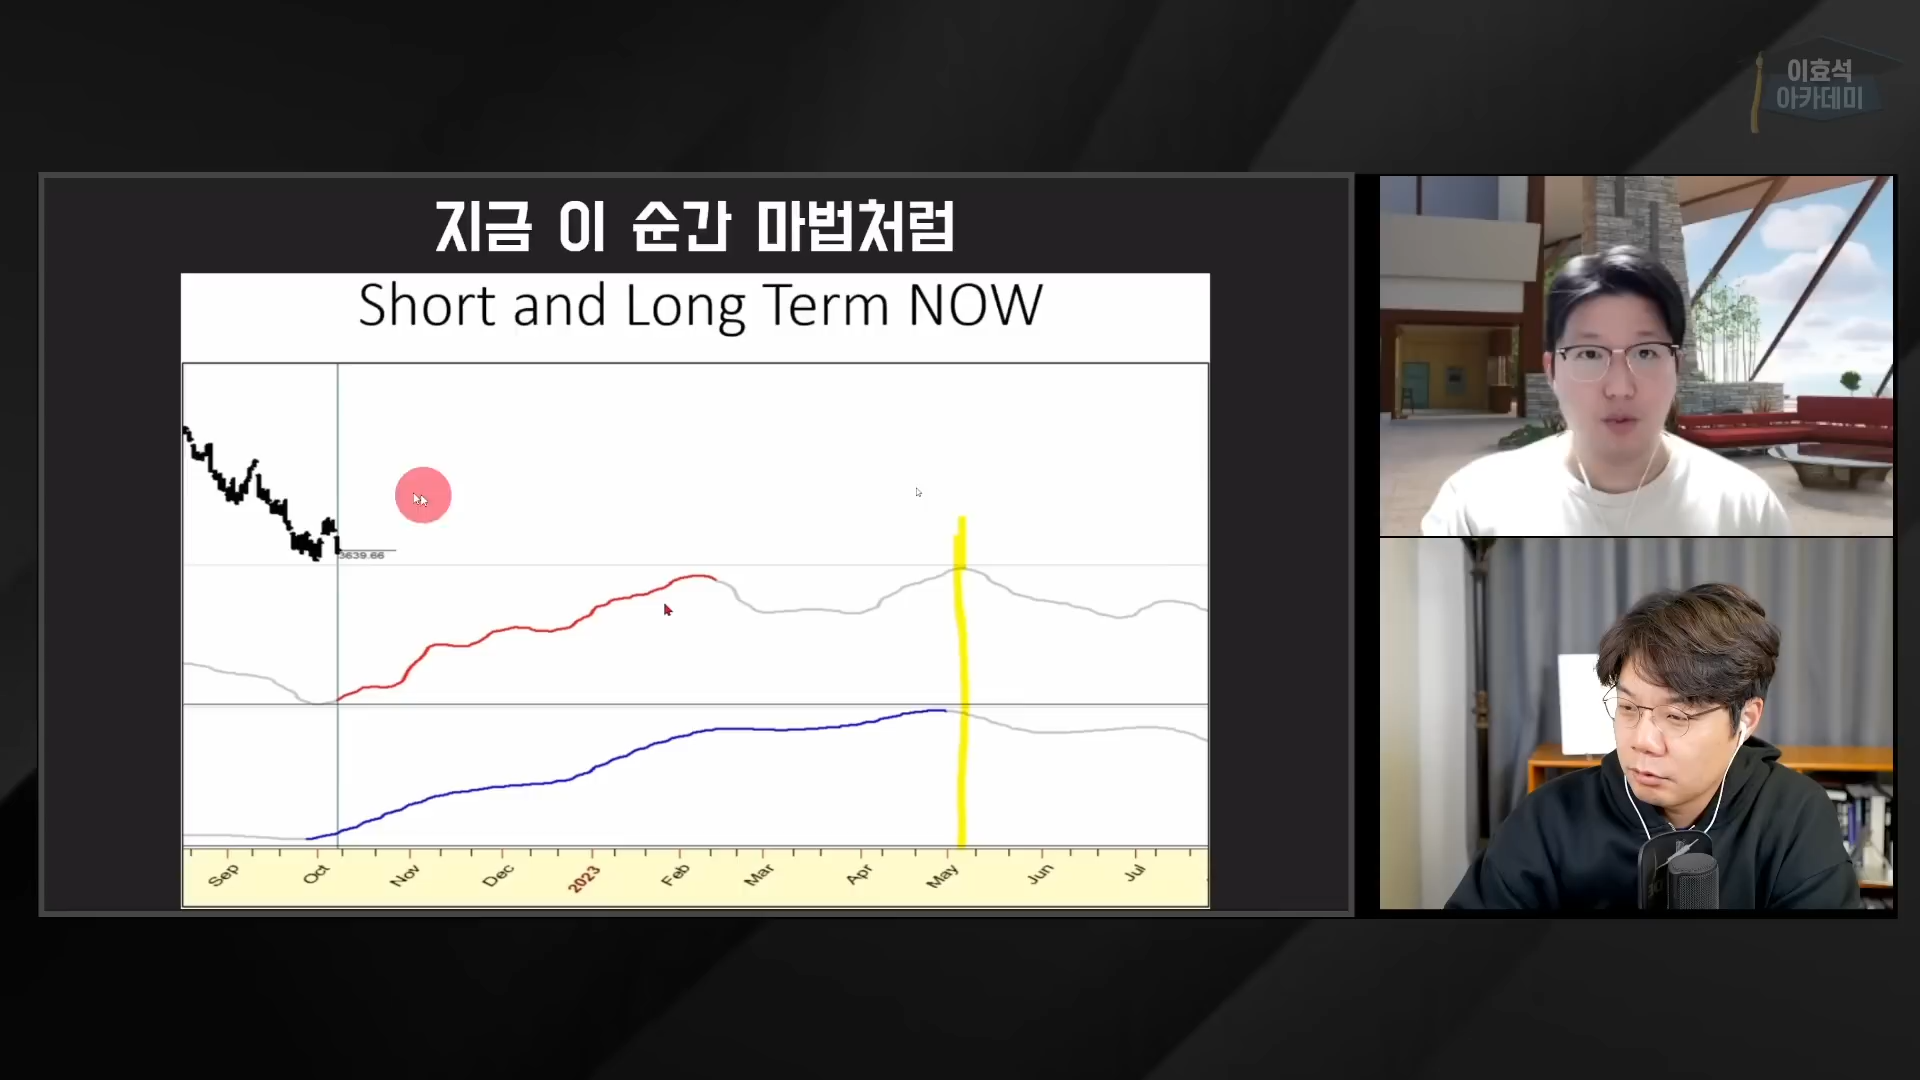 이효석
아카데미
지금 이 순간 마법처럼
Short and Long Term NOW
3639.66
Sep
Oct
Nov
Dec
2023
Feb
Mar
Apr
May
Jun
Jul